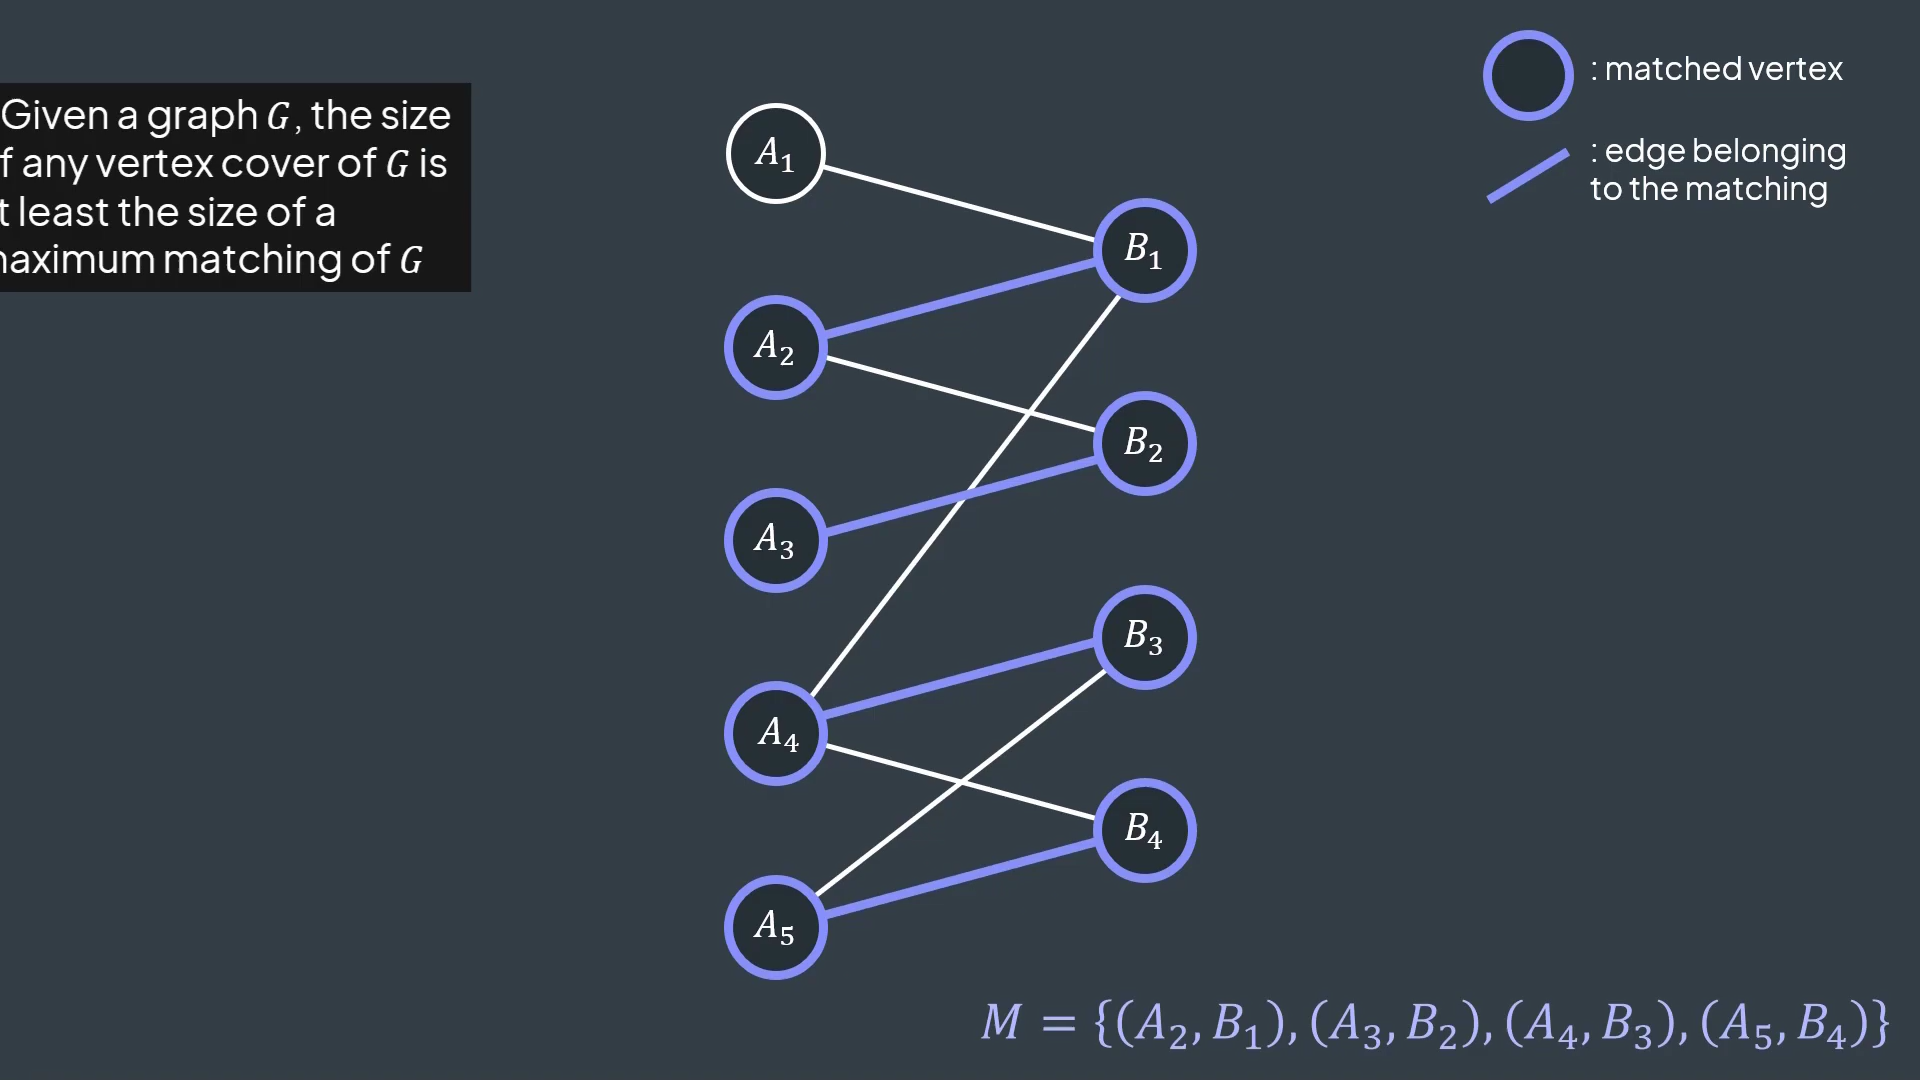 Given a graph G, the size
f any vertex cover of G is
t least the size of a
naximum matching of G
: matched vertex
: edge belonging
to the matching
A₁
B₁
A₂
B₂
A₃
B₃
A₄
B₄
A₅
M = {(A₂, B₁), (A₃, B₂), (A₄, B₃), (A₅, B₄)}